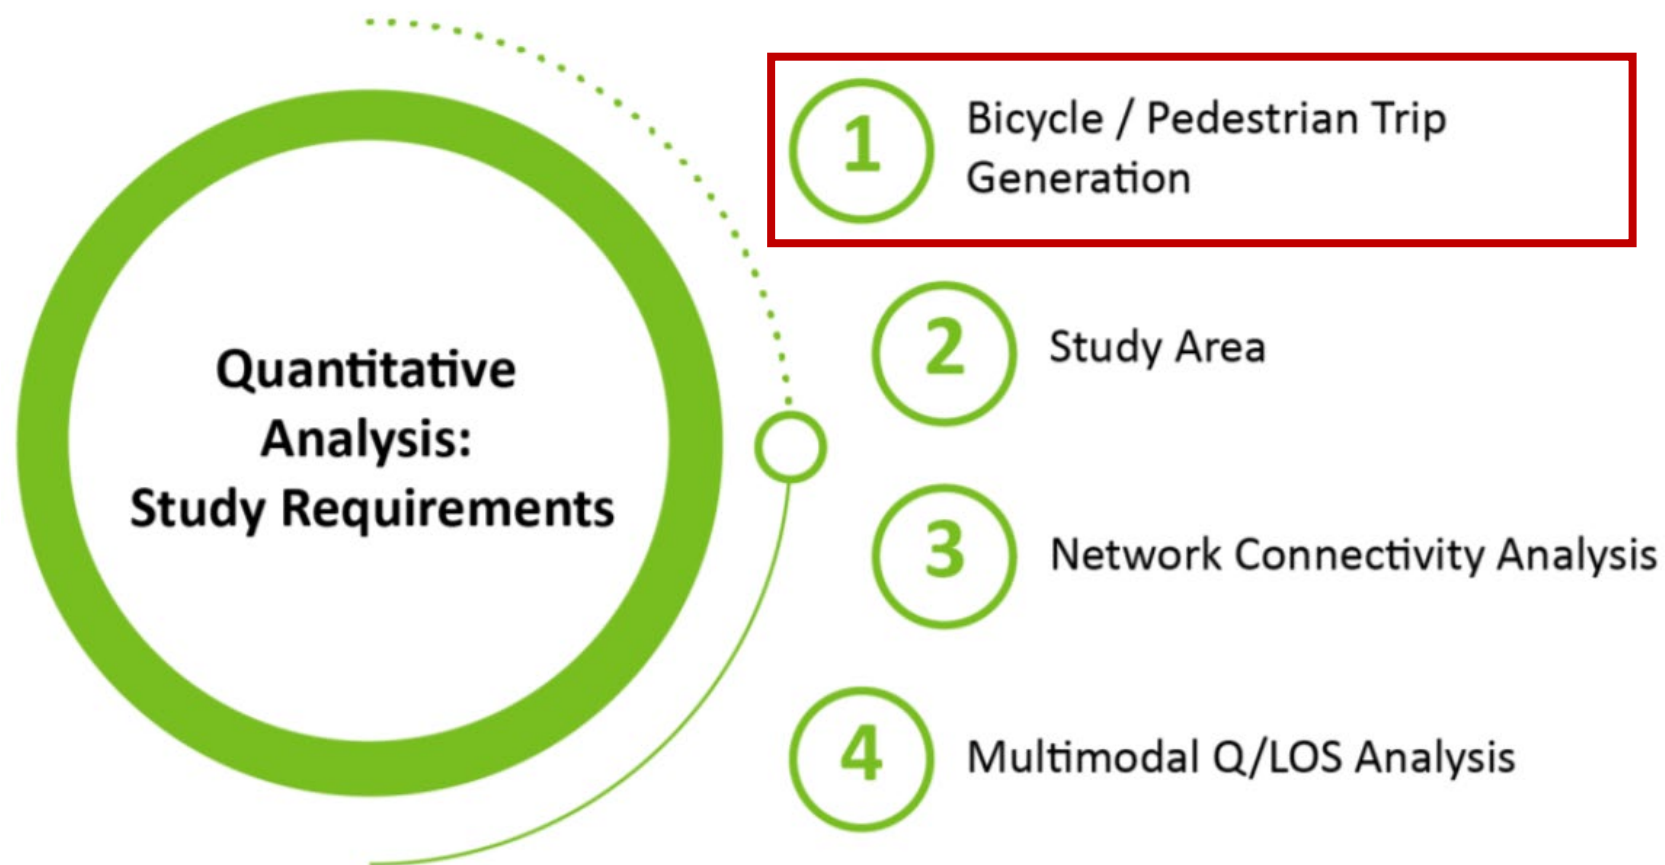 Quantitative
Analysis:
Study Requirements
1
Bicycle / Pedestrian Trip
Generation
2
Study Area
3
Network Connectivity Analysis
4
Multimodal Q/LOS Analysis